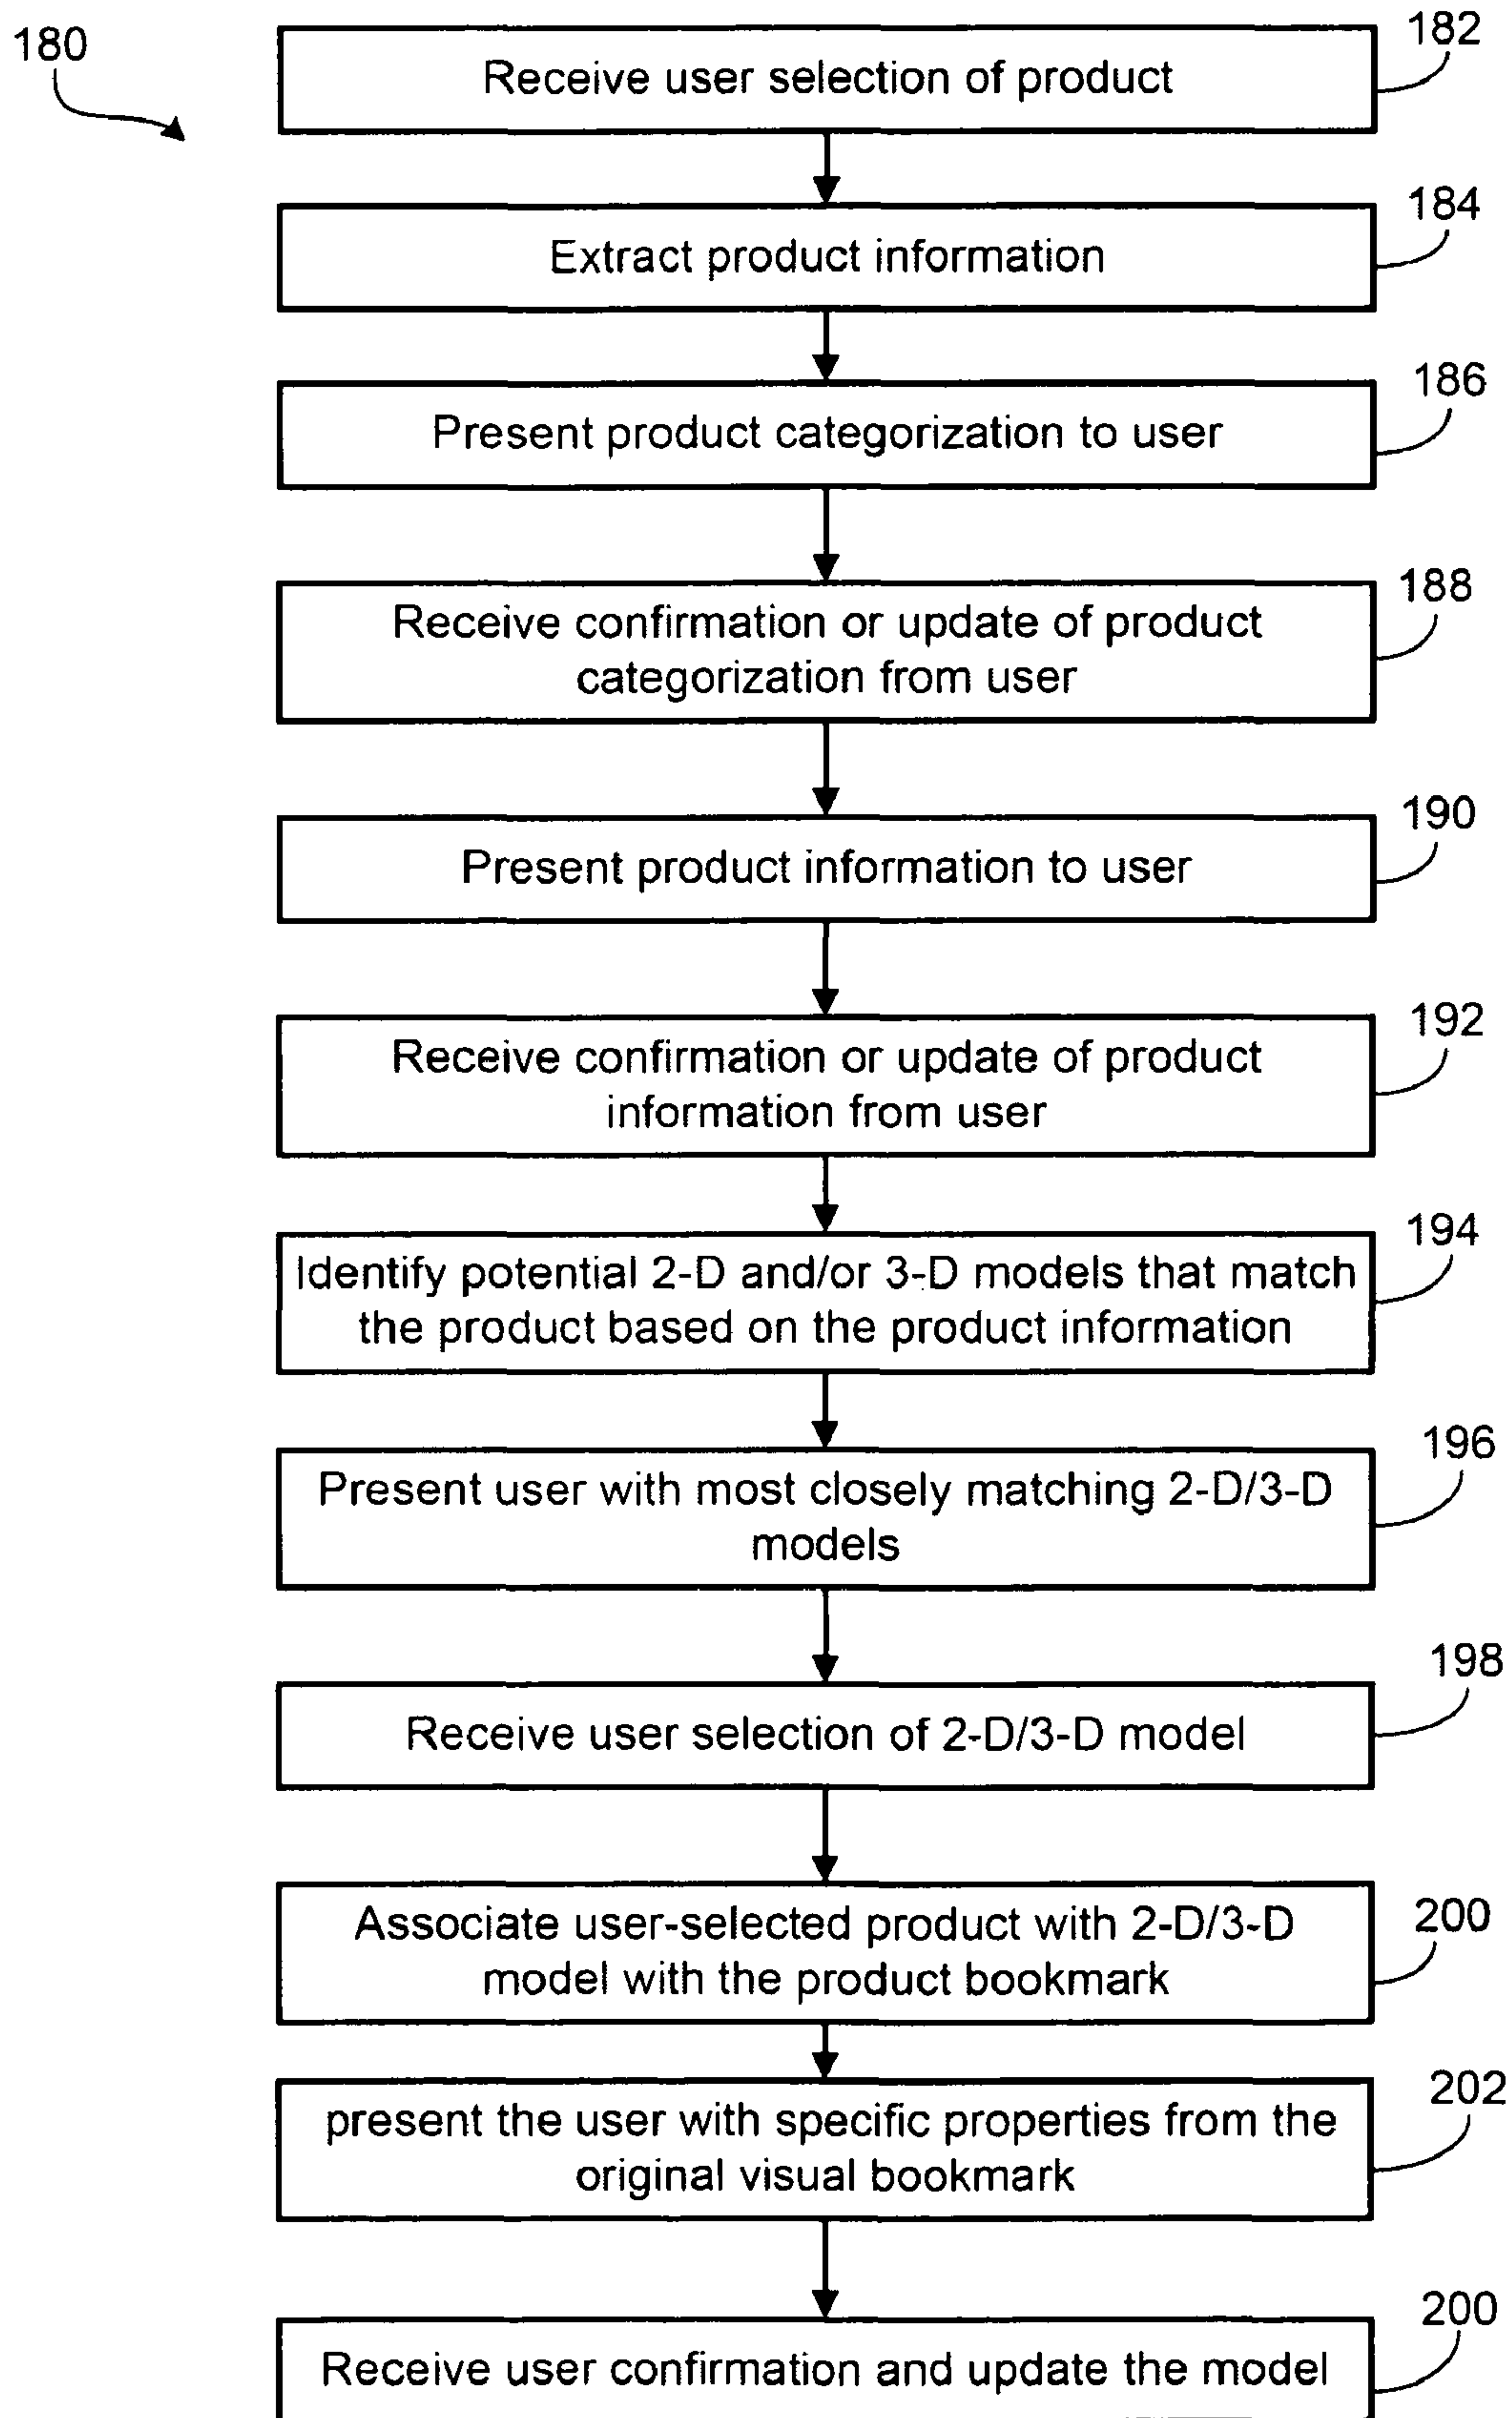 180
182
Receive user selection of product
184
Extract product information
186
Present product categorization to user
188
Receive confirmation or update of product
categorization from user
190
Present product information to user
192
Receive confirmation or update of product
information from user
194
Identify potential 2-D and/or 3-D models that match
the product based on the product information
196
Present user with most closely matching 2-D/3-D
models
198
Receive user selection of 2-D/3-D model
200
Associate user-selected product with 2-D/3-D
model with the product bookmark
202
present the user with specific properties from the
original visual bookmark
200
Receive user confirmation and update the model